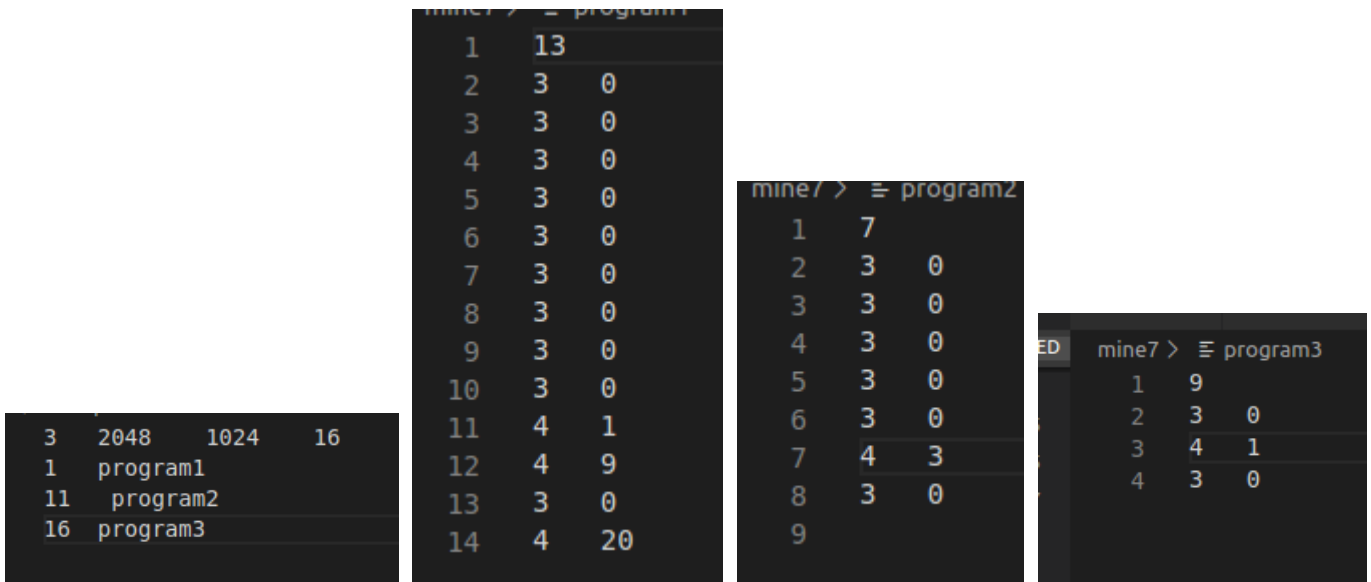 3 2048 1024 16
1 program1
11 program2
16 program3
mine7 > program1
1 13
2 3 0
3 3 0
4 3 0
5 3 0
6 3 0
7 3 0
8 3 0
9 3 0
10 3 0
11 4 1
12 4 9
13 3 0
14 4 20
mine7 > program2
1 7
2 3 0
3 3 0
4 3 0
5 3 0
6 3 0
7 4 3
8 3 0
9
ED
mine7 > program3
1 9
2 3 0
3 4 1
4 3 0